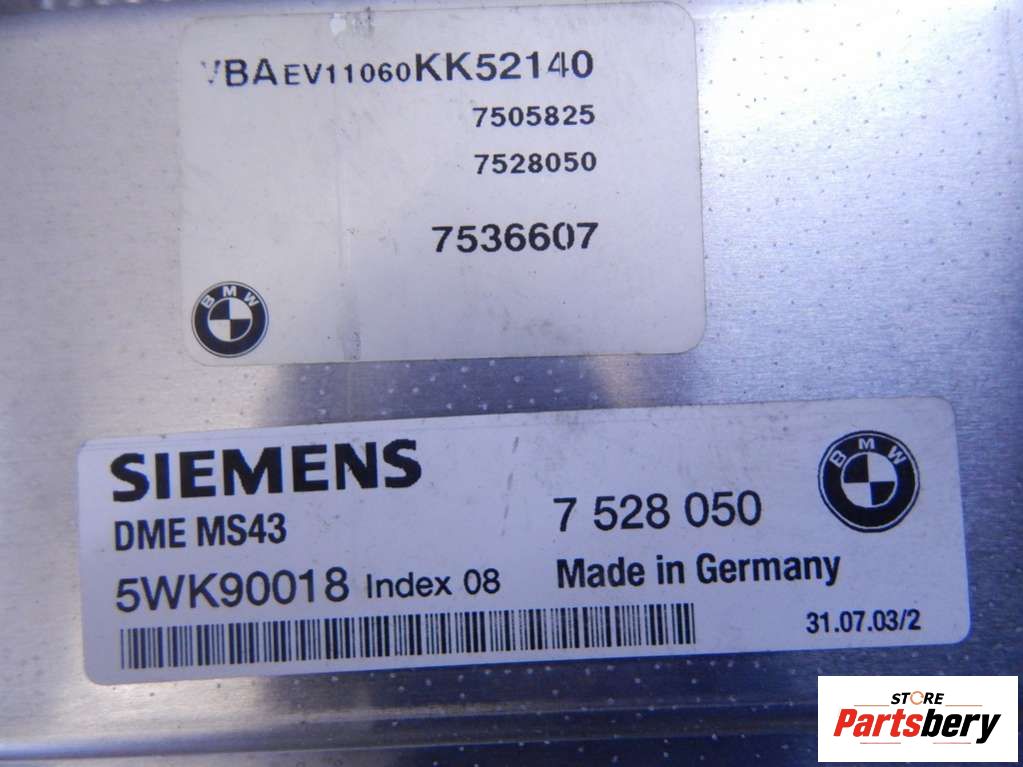 VBAEV11060KK52140
7505825
7528050
7536607
BMW
SIEMENS
DME MS43
7 528 050
BMW
5WK90018 Index 08
Made in Germany
31.07.03/2
STORE
Partsbery